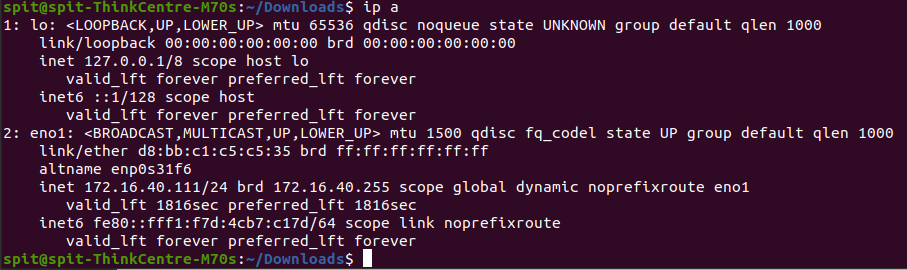 spit@spit-ThinkCentre-M70s:~/Downloads$ ip a
1: lo: <LOOPBACK,UP,LOWER_UP> mtu 65536 qdisc noqueue state UNKNOWN group default qlen 1000
    link/loopback 00:00:00:00:00:00 brd 00:00:00:00:00:00
    inet 127.0.0.1/8 scope host lo
       valid_lft forever preferred_lft forever
    inet6 ::1/128 scope host
       valid_lft forever preferred_lft forever
2: eno1: <BROADCAST,MULTICAST,UP,LOWER_UP> mtu 1500 qdisc fq_codel state UP group default qlen 1000
    link/ether d8:bb:c1:c5:c5:35 brd ff:ff:ff:ff:ff:ff
    altname enp0s31f6
    inet 172.16.40.111/24 brd 172.16.40.255 scope global dynamic noprefixroute eno1
       valid_lft 1816sec preferred_lft 1816sec
    inet6 fe80::fff1:f7d:4cb7:c17d/64 scope link noprefixroute
       valid_lft forever preferred_lft forever
spit@spit-ThinkCentre-M70s:~/Downloads$